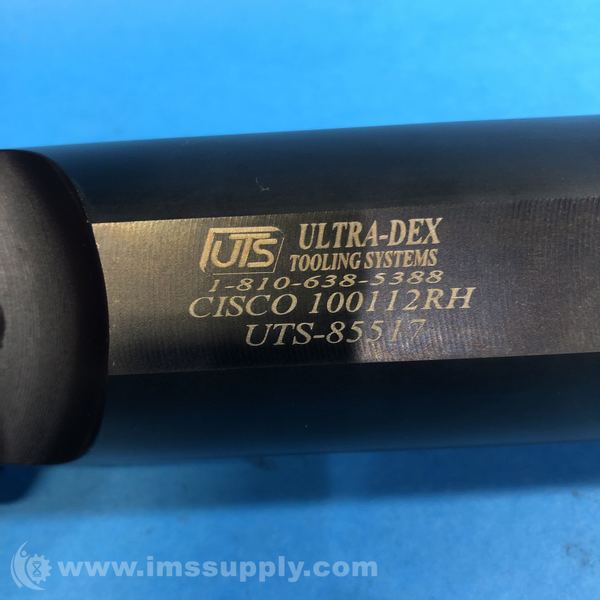 UTS ULTRA-DEX
TOOLING SYSTEMS
1-810-638-5388
CISCO 100112RH
UTS-85517
www.imssupply.com